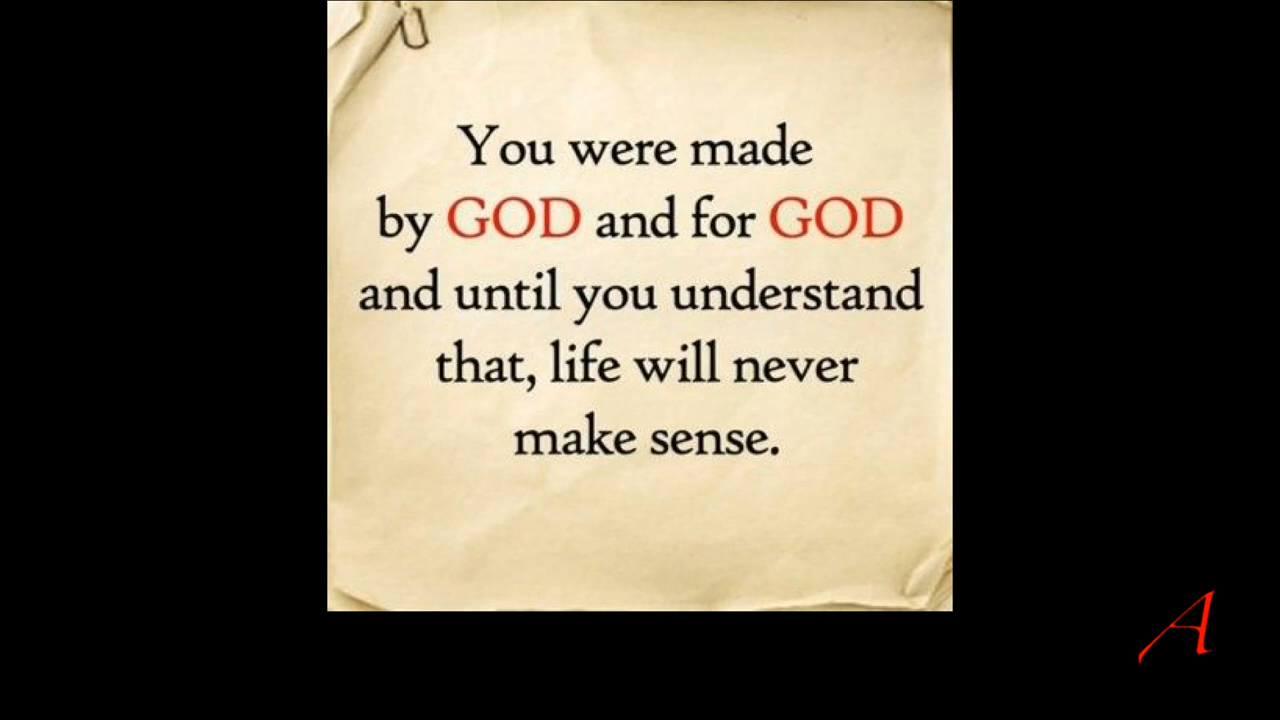 You were made
by GOD and for GOD
and until you understand
that, life will never
make sense.
A